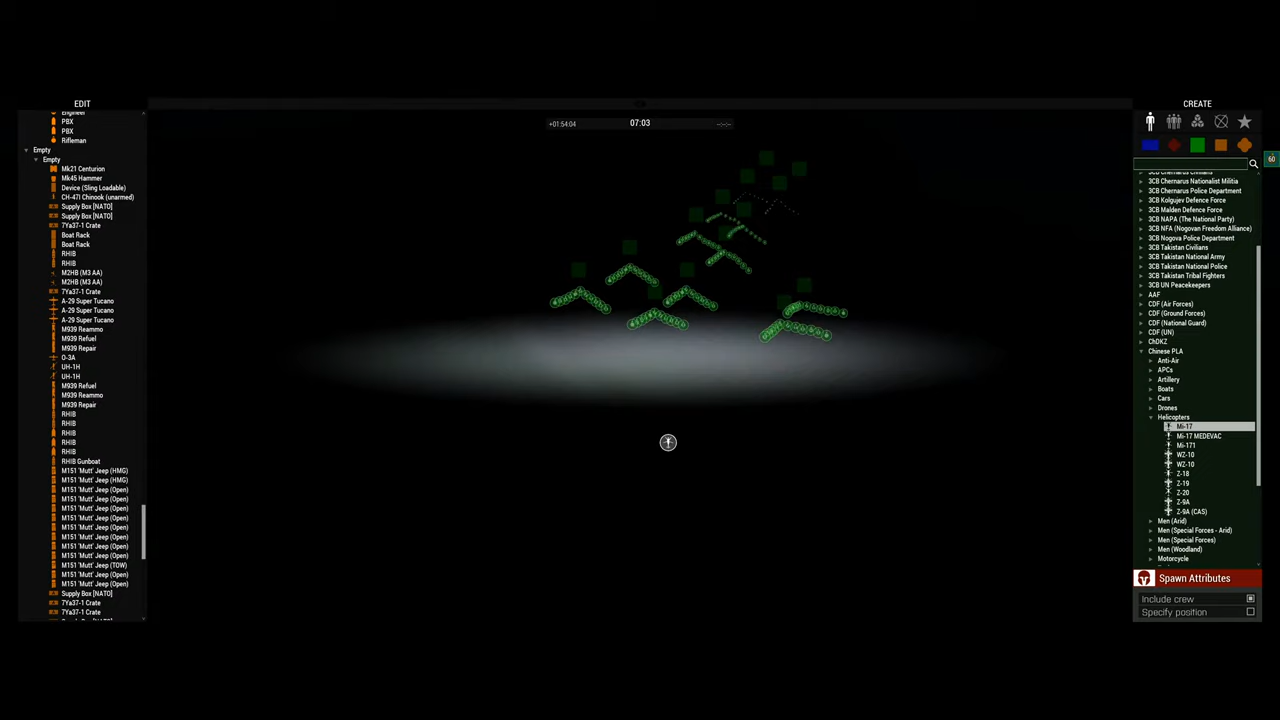 EDIT
Engineer
PBX
PBX
Rifleman
Empty
Empty
Mk21 Centurion
Mk45 Hammer
Device (Sling Loadable)
CH-47I Chinook (unarmed)
Supply Box [NATO]
Supply Box [NATO]
7Ya37-1 Crate
Boat Rack
Boat Rack
RHIB
RHIB
M2HB (M3 AA)
M2HB (M3 AA)
7Ya37-1 Crate
A-29 Super Tucano
A-29 Super Tucano
A-29 Super Tucano
M939 Reammo
M939 Refuel
M939 Repair
O-3A
UH-1H
UH-1H
M939 Refuel
M939 Reammo
M939 Repair
RHIB
RHIB
RHIB
RHIB
RHIB
RHIB Gunboat
M151 'Mutt' Jeep (HMG)
M151 'Mutt' Jeep (HMG)
M151 'Mutt' Jeep (Open)
M151 'Mutt' Jeep (Open)
M151 'Mutt' Jeep (Open)
M151 'Mutt' Jeep (Open)
M151 'Mutt' Jeep (Open)
M151 'Mutt' Jeep (Open)
M151 'Mutt' Jeep (Open)
M151 'Mutt' Jeep (Open)
M151 'Mutt' Jeep (TOW)
M151 'Mutt' Jeep (Open)
M151 'Mutt' Jeep (Open)
Supply Box [NATO]
7Ya37-1 Crate
7Ya37-1 Crate
Supply Box [NATO]
+01:54:04 07:03 --:--:--
CREATE
60
3CB Chernarus Civilians
3CB Chernarus Nationalist Militia
3CB Chernarus Police Department
3CB Kolgujev Defence Force
3CB Malden Defence Force
3CB NAPA (The National Party)
3CB NFA (Nogovan Freedom Alliance)
3CB Nogova Police Department
3CB Takistan Civilians
3CB Takistan National Army
3CB Takistan National Police
3CB Takistan Tribal Fighters
3CB UN Peacekeepers
AAF
CDF (Air Forces)
CDF (Ground Forces)
CDF (National Guard)
CDF (UN)
ChDKZ
Chinese PLA
Anti-Air
APCs
Artillery
Boats
Cars
Drones
Helicopters
Mi-17
Mi-17 MEDEVAC
Mi-171
WZ-10
WZ-10
Z-18
Z-19
Z-20
Z-9A
Z-9A (CAS)
Men (Arid)
Men (Special Forces - Arid)
Men (Special Forces)
Men (Woodland)
Motorcycle
Spawn Attributes
Include crew
Specify position